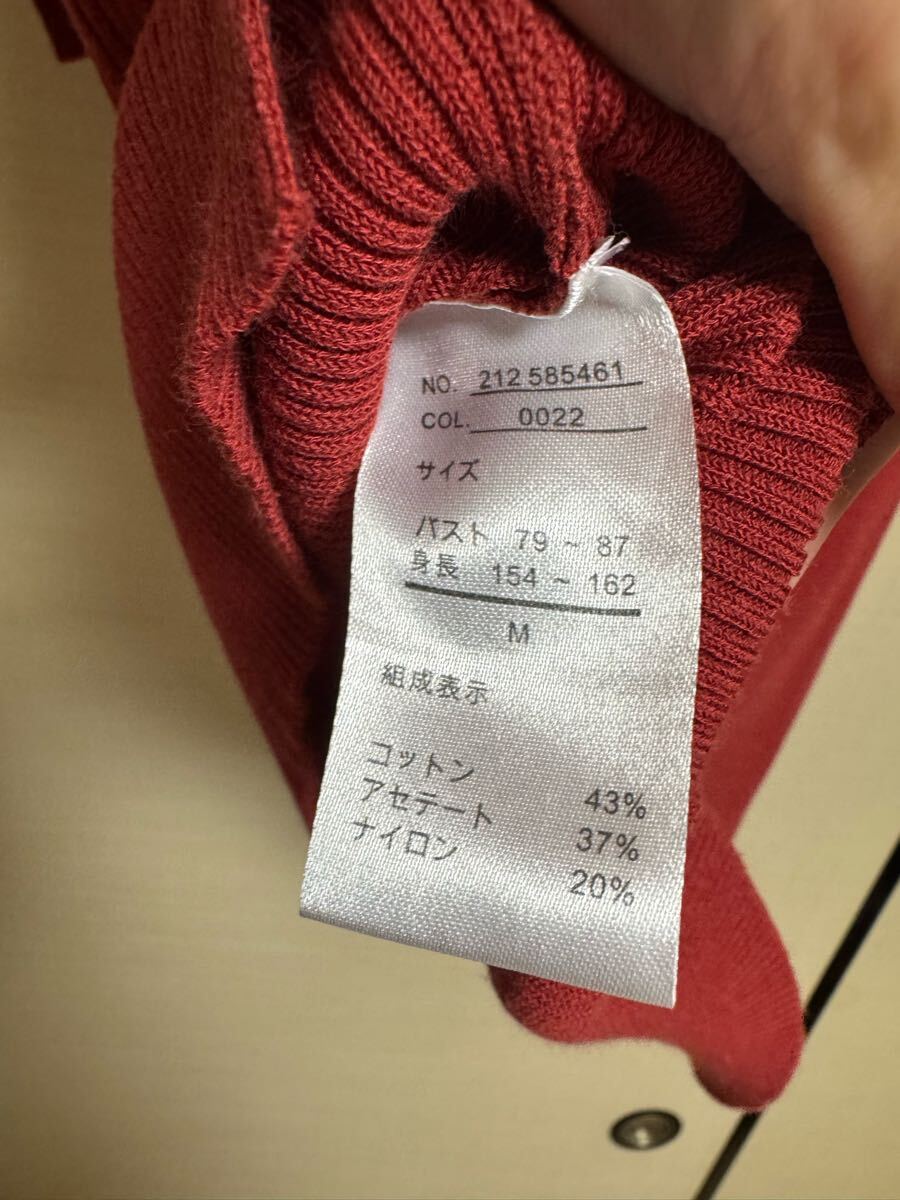 NO. 212 585461
COL. 0022
サイズ
バスト 79 ~ 87
身長 154 ~ 162
M
組成表示
コットン 43%
アセテート 37%
ナイロン 20%